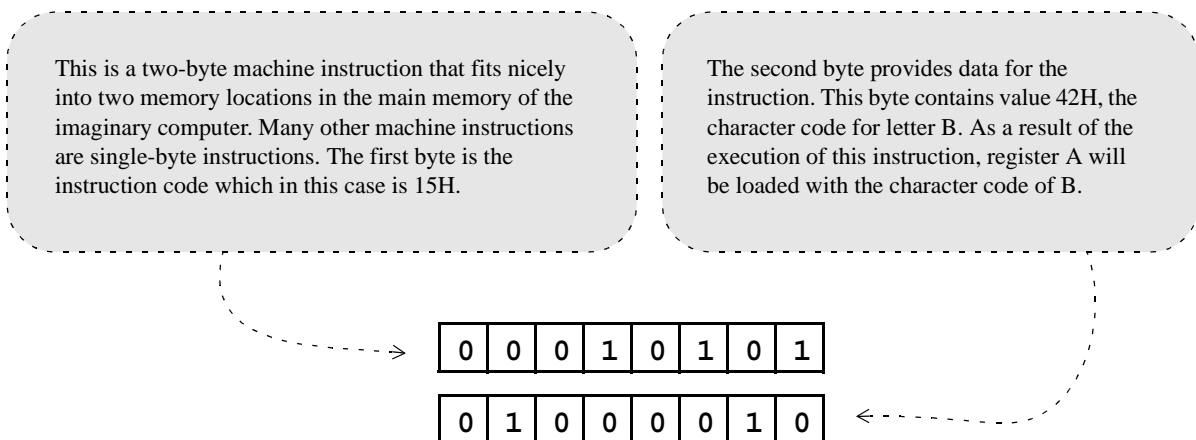 This is a two-byte machine instruction that fits nicely
into two memory locations in the main memory of the
imaginary computer. Many other machine instructions
are single-byte instructions. The first byte is the
instruction code which in this case is 15H.
The second byte provides data for the
instruction. This byte contains value 42H, the
character code for letter B. As a result of the
execution of this instruction, register A will
be loaded with the character code of B.
0 0 0 1 0 1 0 1
0 1 0 0 0 0 1 0